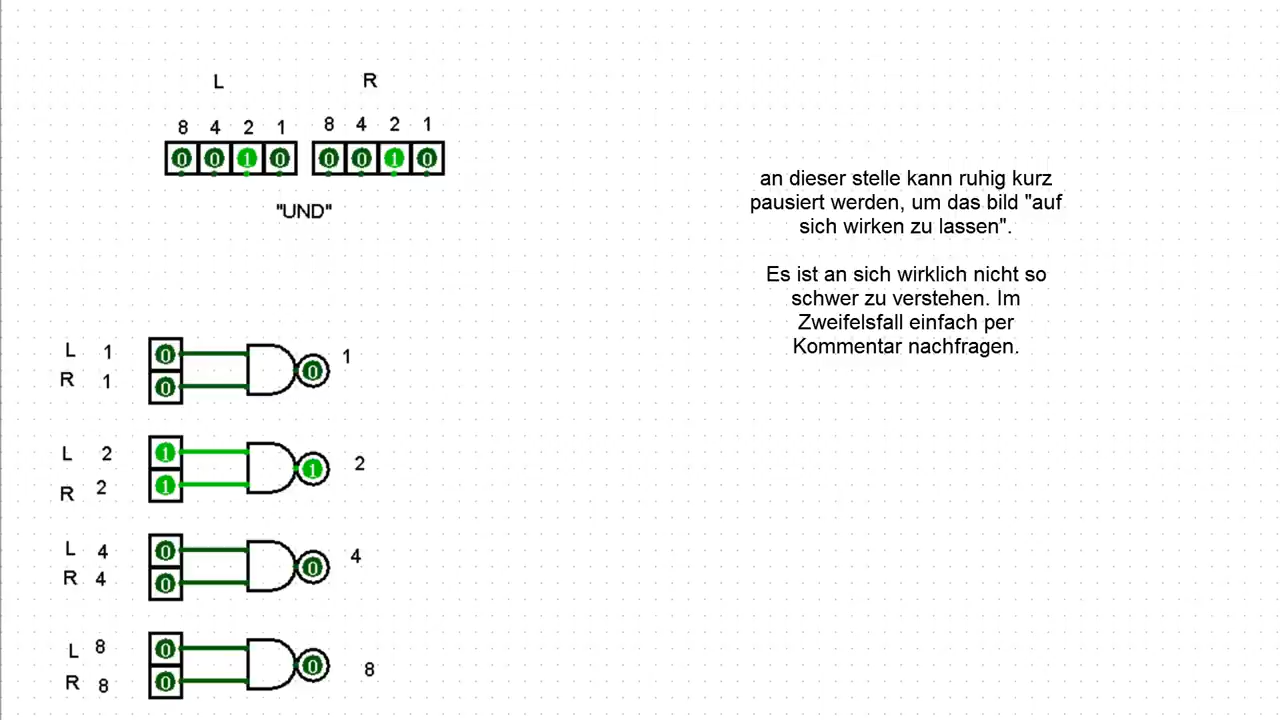 L R
8 4 2 1 8 4 2 1
0 0 1 0 0 0 1 0
"UND"
an dieser stelle kann ruhig kurz
pausiert werden, um das bild "auf
sich wirken zu lassen".
Es ist an sich wirklich nicht so
schwer zu verstehen. Im
Zweifelsfall einfach per
Kommentar nachfragen.
L 1 0 0 1
R 1 0
L 2 1 1 2
R 2 1
L 4 0 0 4
R 4 0
L 8 0 0 8
R 8 0